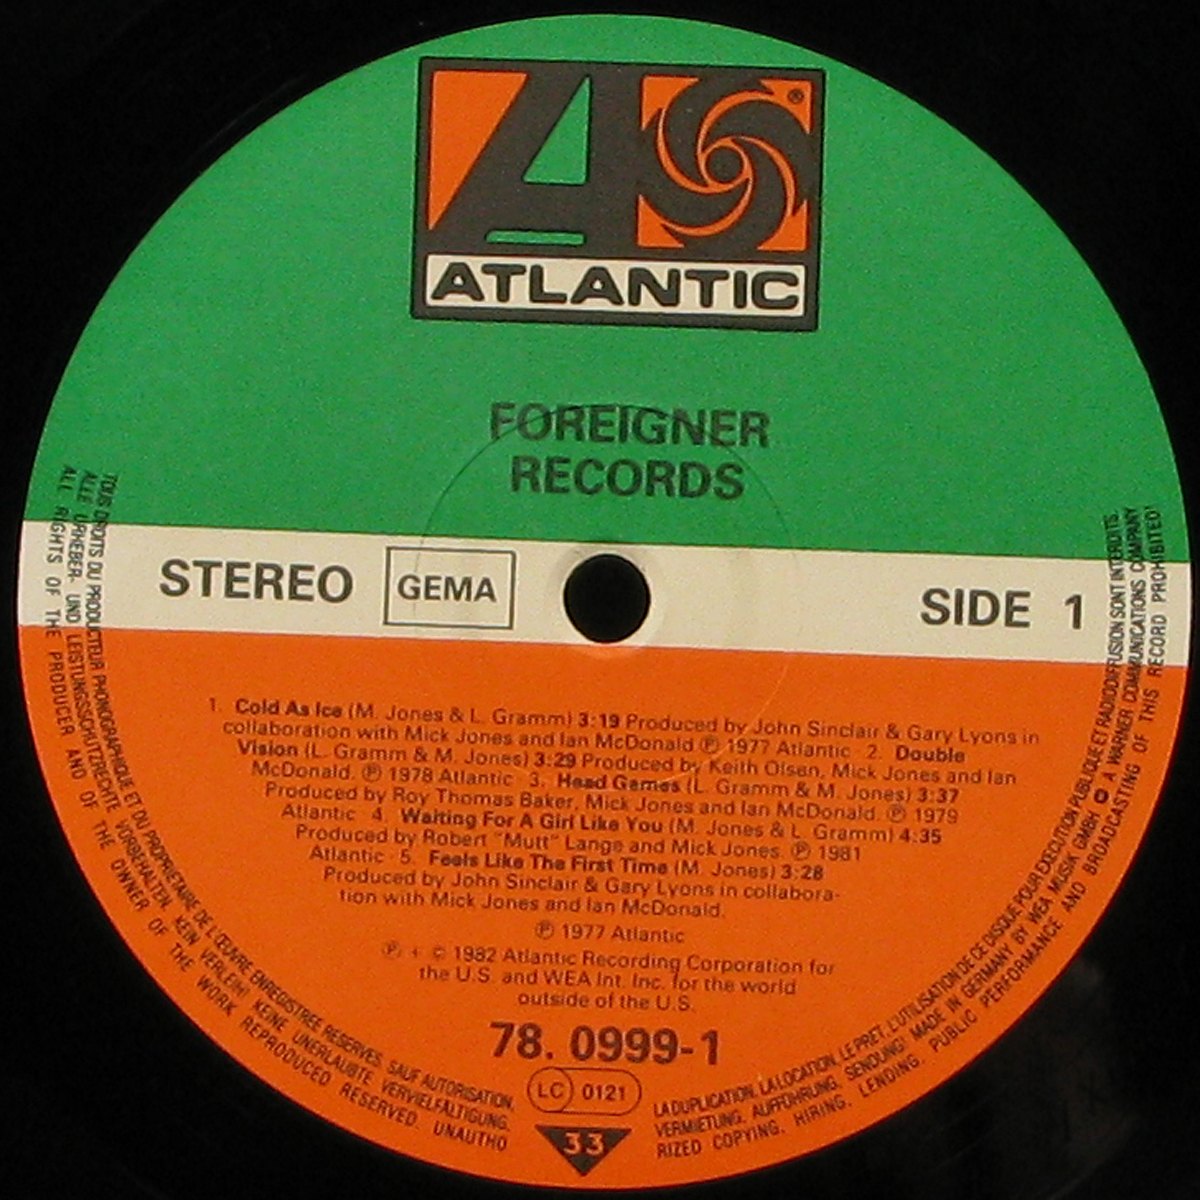 ATLANTIC
®
FOREIGNER
RECORDS
STEREO GEMA SIDE 1
1. Cold As Ice (M. Jones & L. Gramm) 3:19 Produced by John Sinclair & Gary Lyons in
collaboration with Mick Jones and Ian McDonald ℗ 1977 Atlantic · 2. Double
Vision (L. Gramm & M. Jones) 3:29 Produced by Keith Olsen, Mick Jones and Ian
McDonald. ℗ 1978 Atlantic · 3. Head Games (L. Gramm & M. Jones) 3:37
Produced by Roy Thomas Baker, Mick Jones and Ian McDonald. ℗ 1979
Atlantic · 4. Waiting For A Girl Like You (M. Jones & L. Gramm) 4:35
Produced by Robert "Mutt" Lange and Mick Jones. ℗ 1981
Atlantic · 5. Feels Like The First Time (M. Jones) 3:28
Produced by John Sinclair & Gary Lyons in collabora-
tion with Mick Jones and Ian McDonald.
℗ 1977 Atlantic
℗ + © 1982 Atlantic Recording Corporation for
the U.S. and WEA Int. Inc. for the world
outside of the U.S.
78. 0999-1
LC 0121
33
TOUS DROITS DU PRODUCTEUR PHONOGRAPHIQUE ET DU PROPRIETAIRE DE L'ŒUVRE ENREGISTREE RESERVES. SAUF AUTORISATION, LA DUPLICATION, LA LOCATION, LE PRET, L'UTILISATION DE CE DISQUE POUR EXECUTION PUBLIQUE ET RADIODIFFUSION SONT INTERDITS.
ALLE URHEBER- UND LEISTUNGSSCHUTZRECHTE VORBEHALTEN. KEIN VERLEIH! KEINE UNERLAUBTE VERVIELFÄLTIGUNG, VERMIETUNG, AUFFÜHRUNG, SENDUNG! MADE IN GERMANY BY WEA MUSIK GMBH A WARNER COMMUNICATIONS COMPANY
ALL RIGHTS OF THE PRODUCER AND OF THE OWNER OF THE WORK REPRODUCED RESERVED. UNAUTHORIZED COPYING, HIRING, LENDING, PUBLIC PERFORMANCE AND BROADCASTING OF THIS RECORD PROHIBITED!